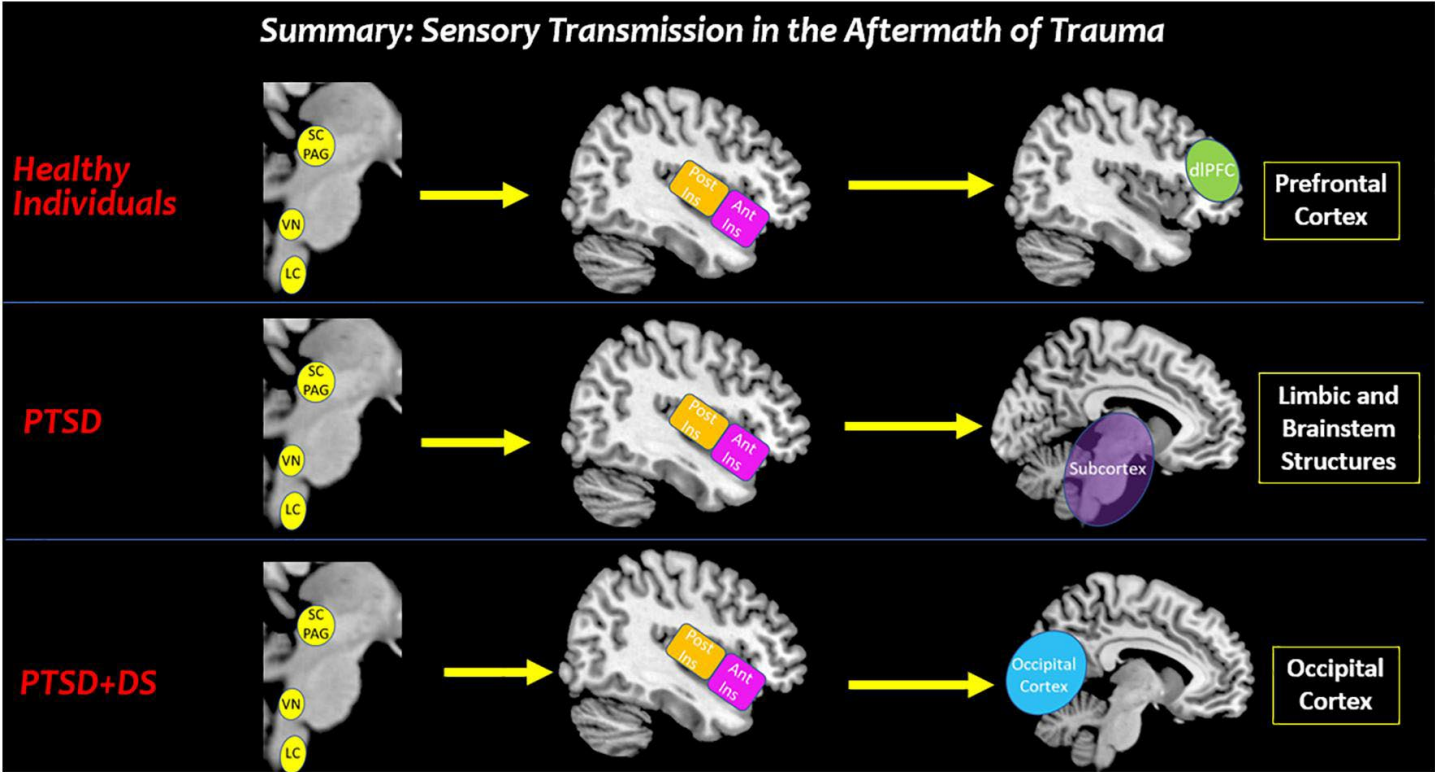 Summary: Sensory Transmission in the Aftermath of Trauma
Healthy
Individuals
SC
PAG
VN
LC
Post
Ins
Ant
Ins
dlPFC
Prefrontal
Cortex
PTSD
SC
PAG
VN
LC
Post
Ins
Ant
Ins
Subcortex
Limbic and
Brainstem
Structures
PTSD+DS
SC
PAG
VN
LC
Post
Ins
Ant
Ins
Occipital
Cortex
Occipital
Cortex